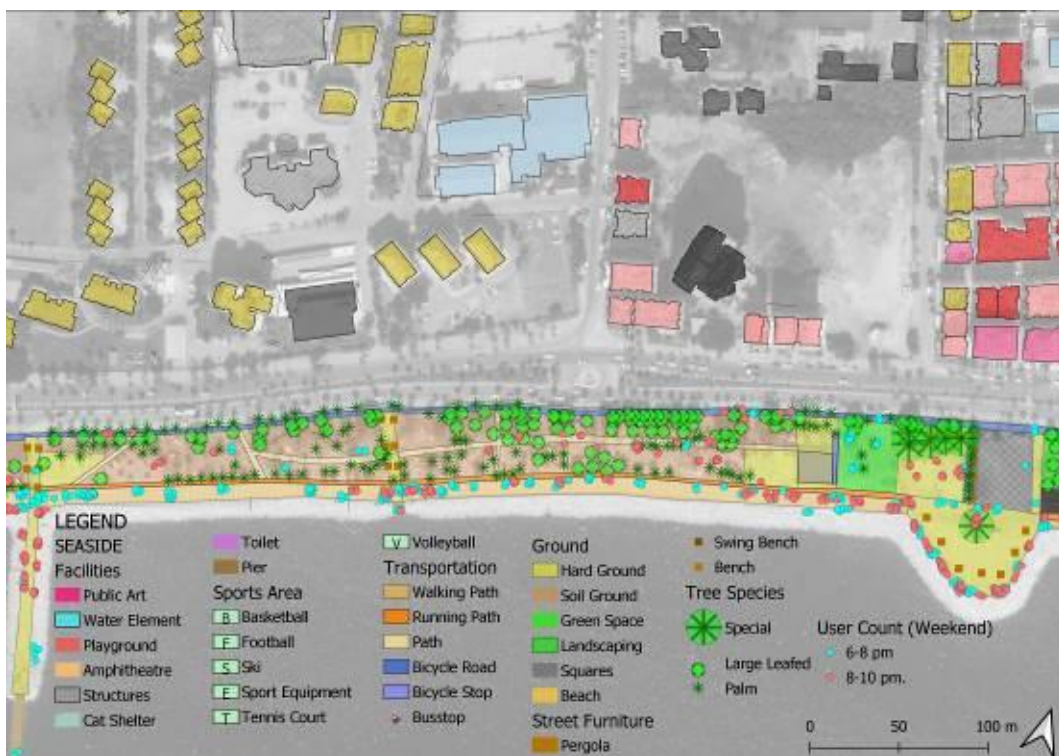 LEGEND
SEASIDE
Facilities
Public Art
Water Element
Playground
Amphitheatre
Structures
Cat Shelter
Toilet
Pier
Sports Area
B Basketball
F Football
S Ski
E Sport Equipment
T Tennis Court
V Volleyball
Transportation
Walking Path
Running Path
Path
Bicycle Road
Bicycle Stop
Busstop
Ground
Hard Ground
Soil Ground
Green Space
Landscaping
Squares
Beach
Street Furniture
Pergola
Swing Bench
Bench
Tree Species
Special
Large Leafed
Palm
User Count (Weekend)
6-8 pm
8-10 pm.
0 50 100 m